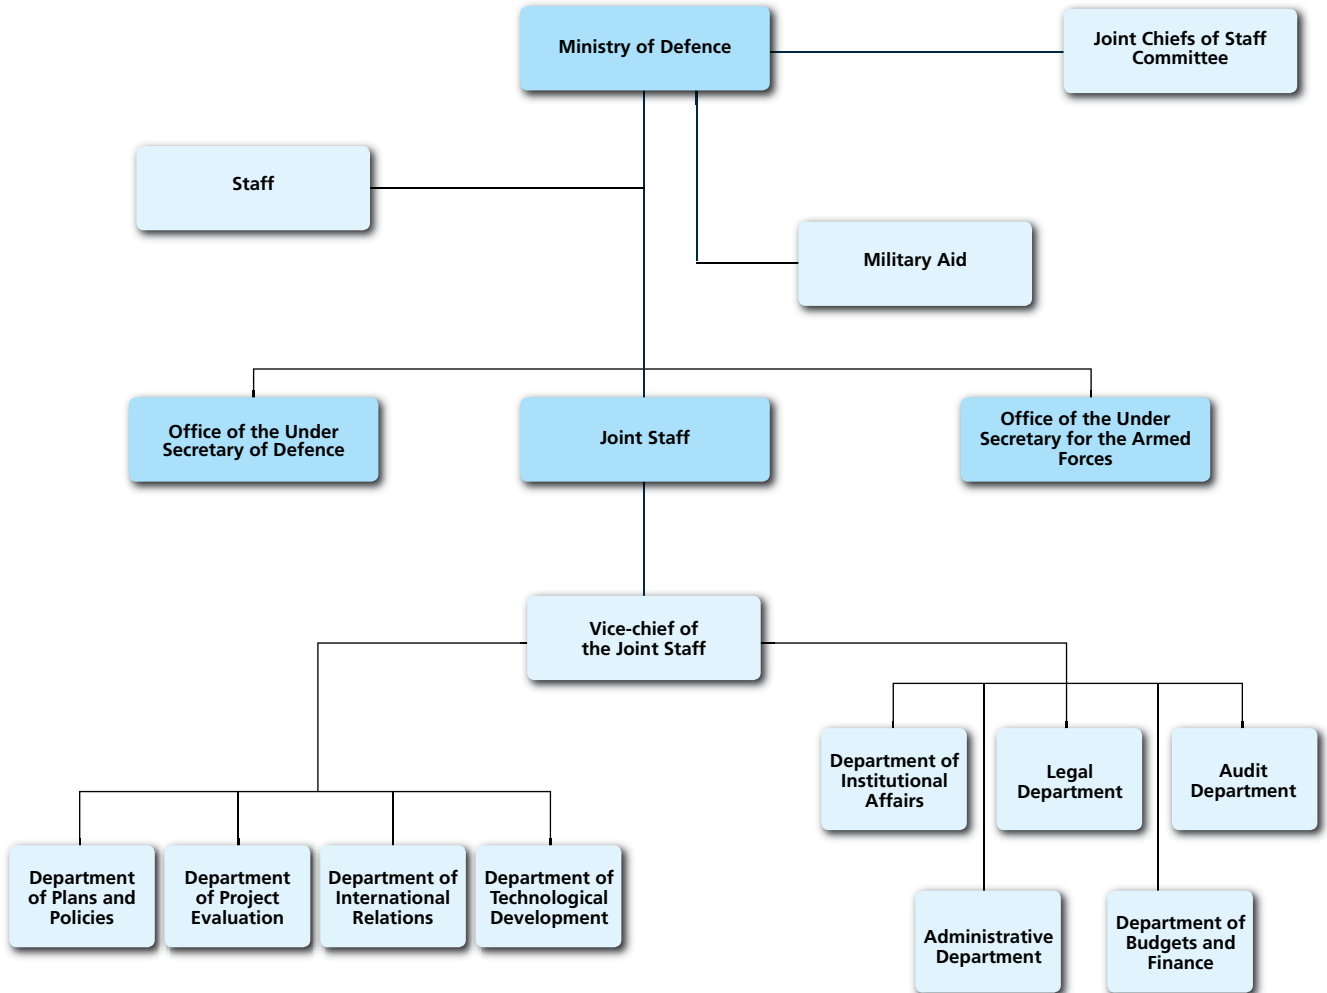 Ministry of Defence
Joint Chiefs of Staff
Committee
Staff
Military Aid
Office of the Under
Secretary of Defence
Joint Staff
Office of the Under
Secretary for the Armed
Forces
Vice-chief of
the Joint Staff
Department of
Institutional
Affairs
Legal
Department
Audit
Department
Department
of Plans and
Policies
Department
of Project
Evaluation
Department of
International
Relations
Department of
Technological
Development
Administrative
Department
Department of
Budgets and
Finance